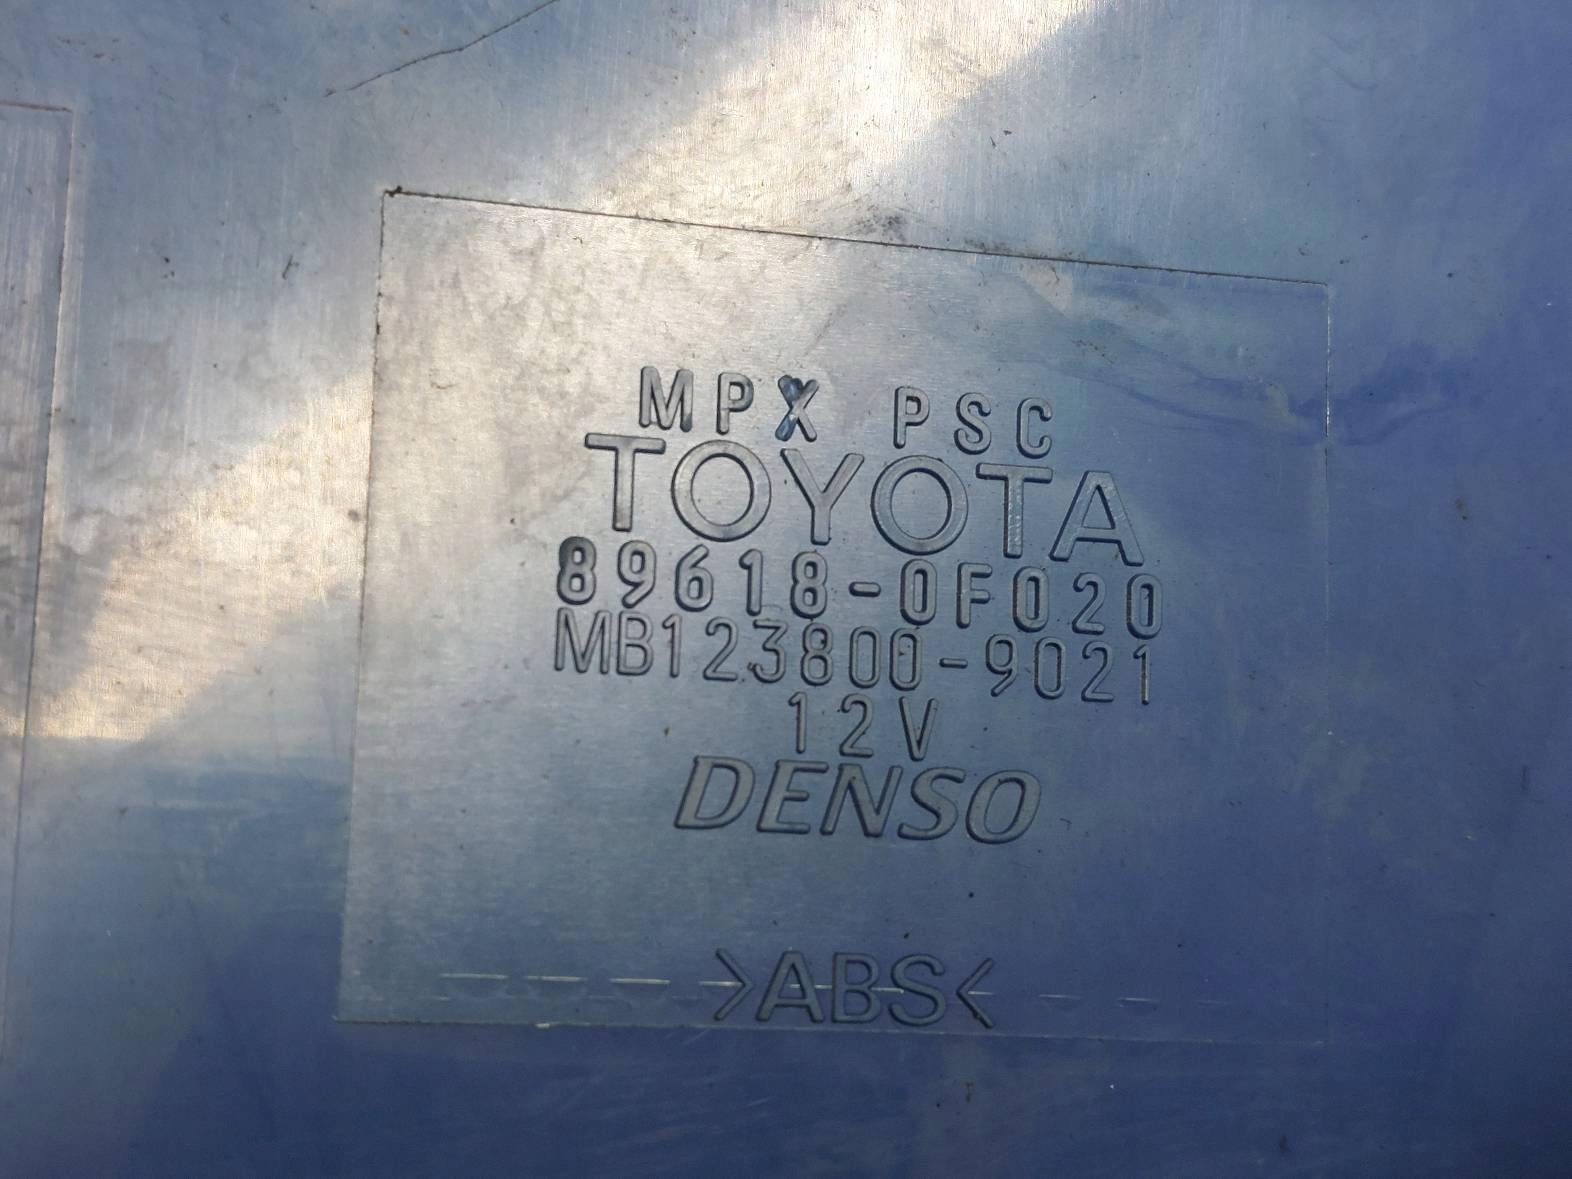 MPX PSC
TOYOTA
89618-0F020
MB123800-9021
12V
DENSO
>ABS<